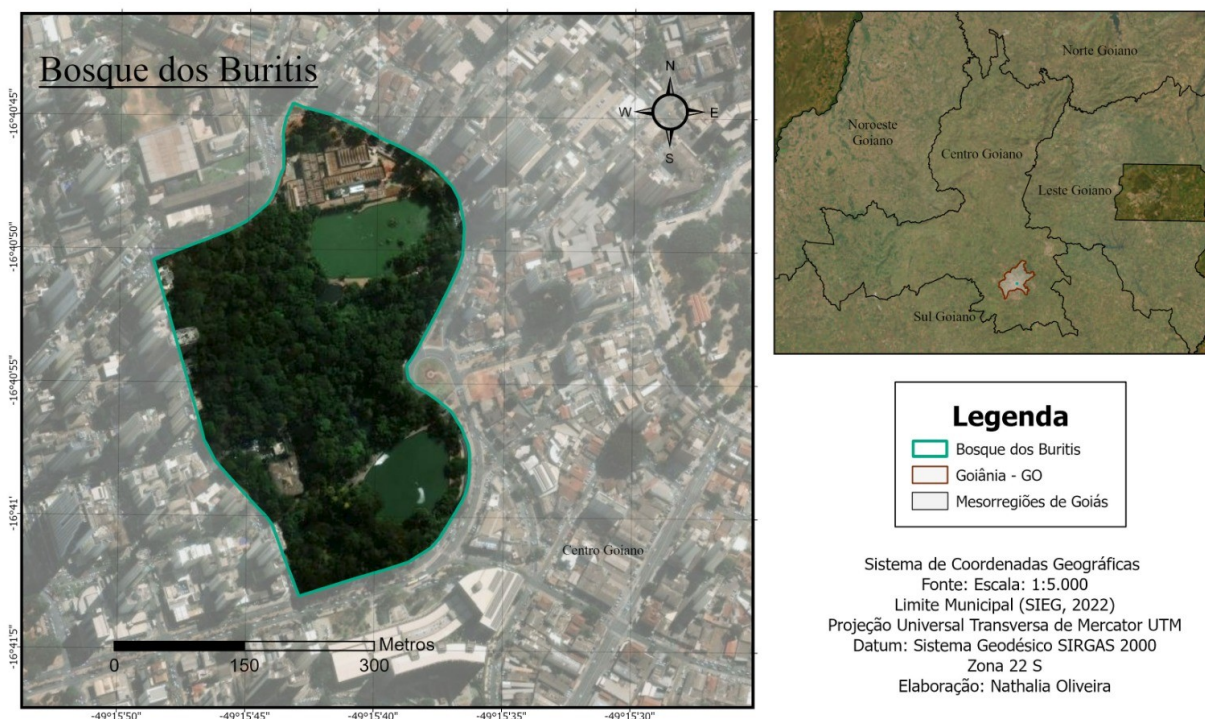 Bosque dos Buritis
N
W
E
S
-16°40'45"
-16°40'50"
-16°40'55"
-16°41'
-16°41'5"
Centro Goiano
Metros
0
150
300
-49°15'50"
-49°15'45"
-49°15'40"
-49°15'35"
-49°15'30"
Norte Goiano
Noroeste
Goiano
Centro Goiano
Leste Goiano
Sul Goiano
Legenda
Bosque dos Buritis
Goiânia - GO
Mesorregiões de Goiás
Sistema de Coordenadas Geográficas
Fonte: Escala: 1:5.000
Limite Municipal (SIEG, 2022)
Projeção Universal Transversa de Mercator UTM
Datum: Sistema Geodésico SIRGAS 2000
Zona 22 S
Elaboração: Nathalia Oliveira